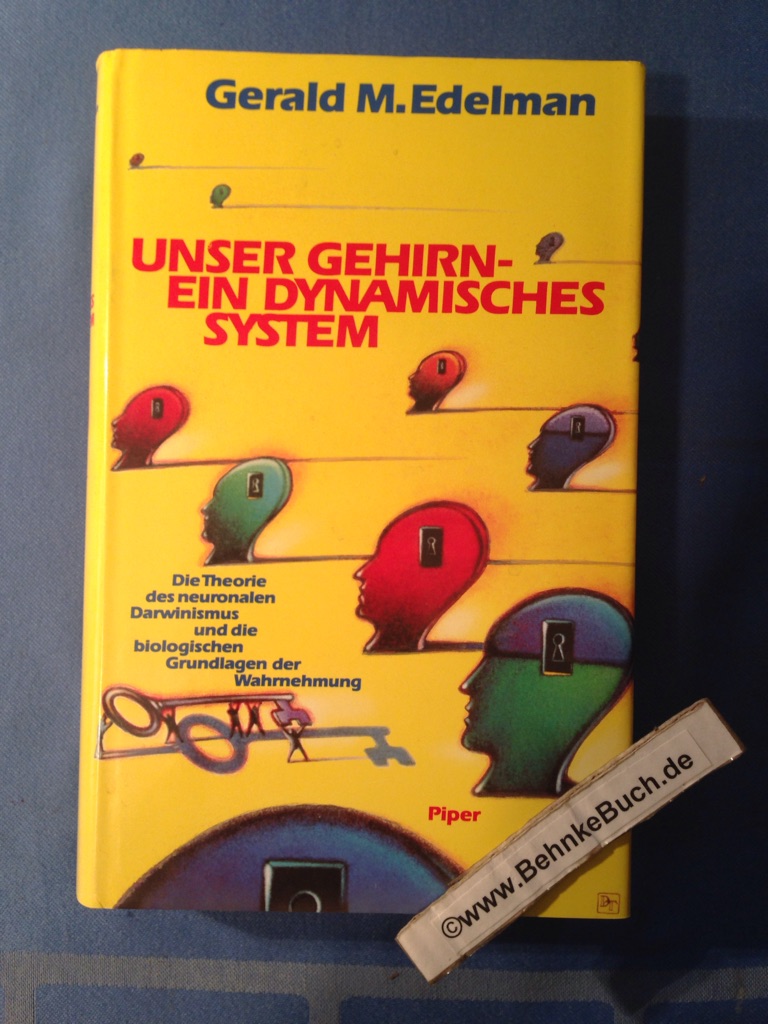 Gerald M. Edelman
UNSER GEHIRN-
EIN DYNAMISCHES
SYSTEM
Die Theorie
des neuronalen
Darwinismus
und die
biologischen
Grundlagen der
Wahrnehmung
Piper
©www.BehnkeBuch.de